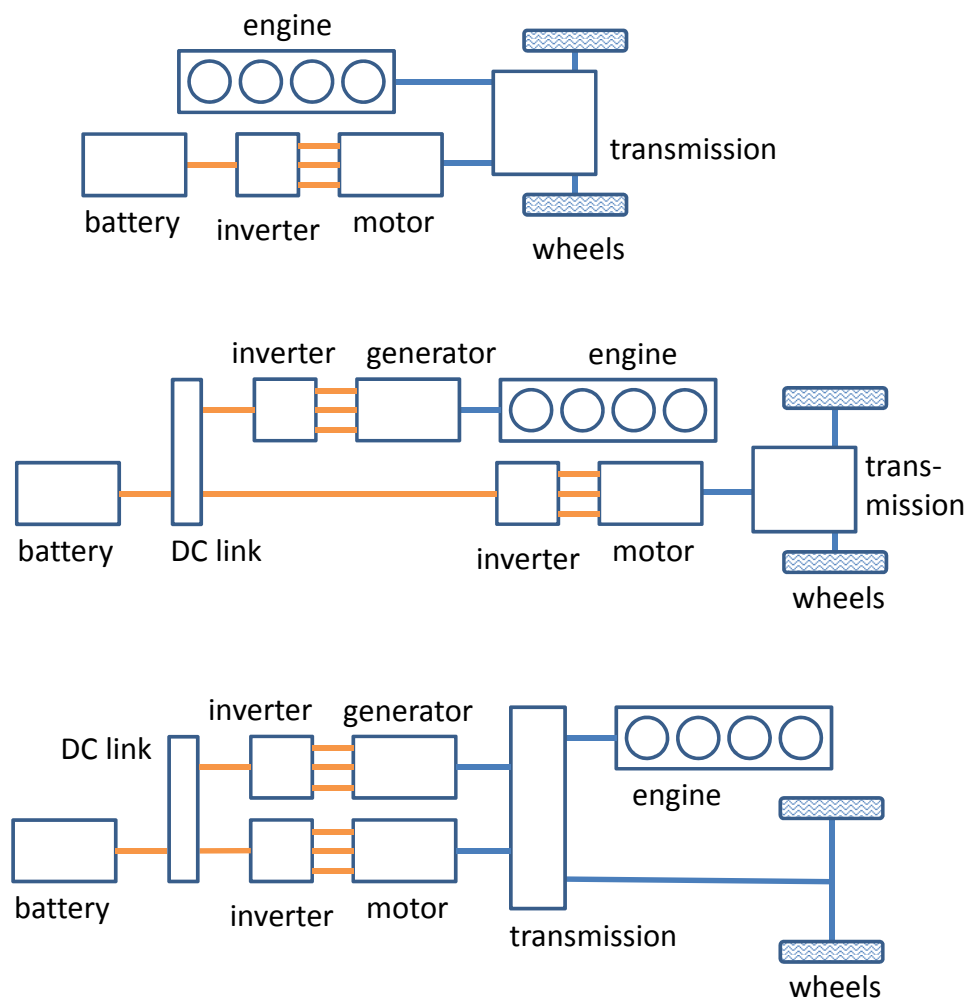 engine
transmission
battery
inverter
motor
wheels
inverter
generator
engine
trans-
mission
battery
DC link
inverter
motor
wheels
inverter
generator
DC link
engine
battery
inverter
motor
transmission
wheels